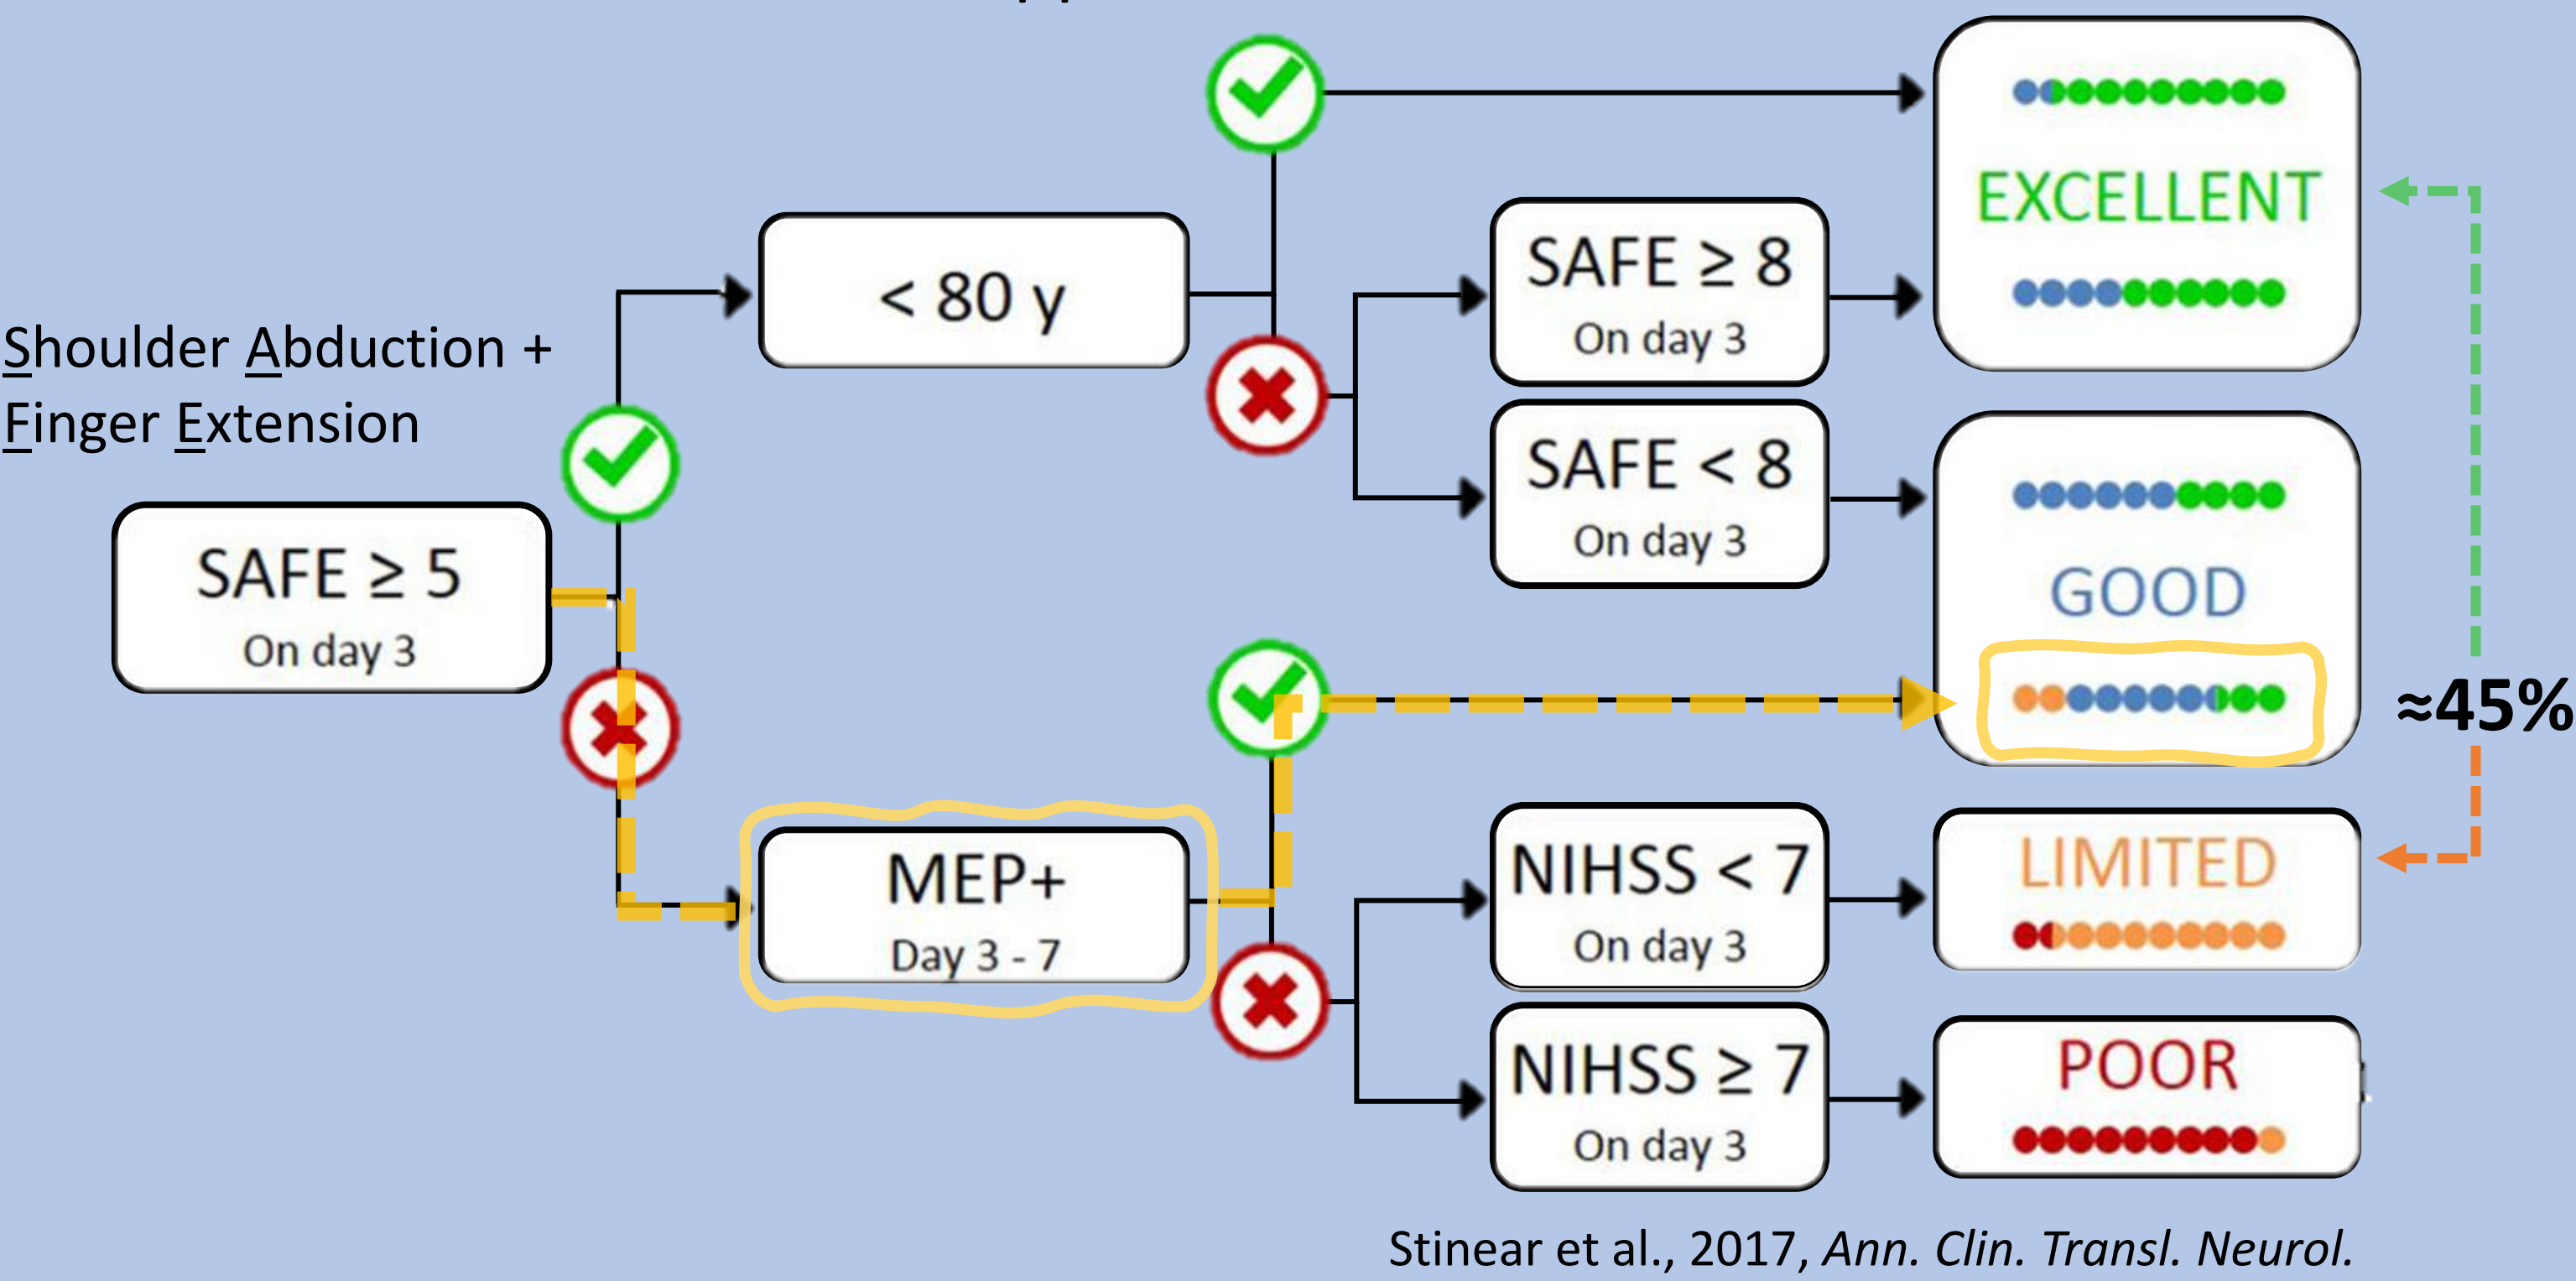 Shoulder Abduction +
Finger Extension
SAFE ≥ 5
On day 3
< 80 y
SAFE ≥ 8
On day 3
SAFE < 8
On day 3
MEP+
Day 3 - 7
NIHSS < 7
On day 3
NIHSS ≥ 7
On day 3
EXCELLENT
GOOD
LIMITED
POOR
≈45%
Stinear et al., 2017, Ann. Clin. Transl. Neurol.